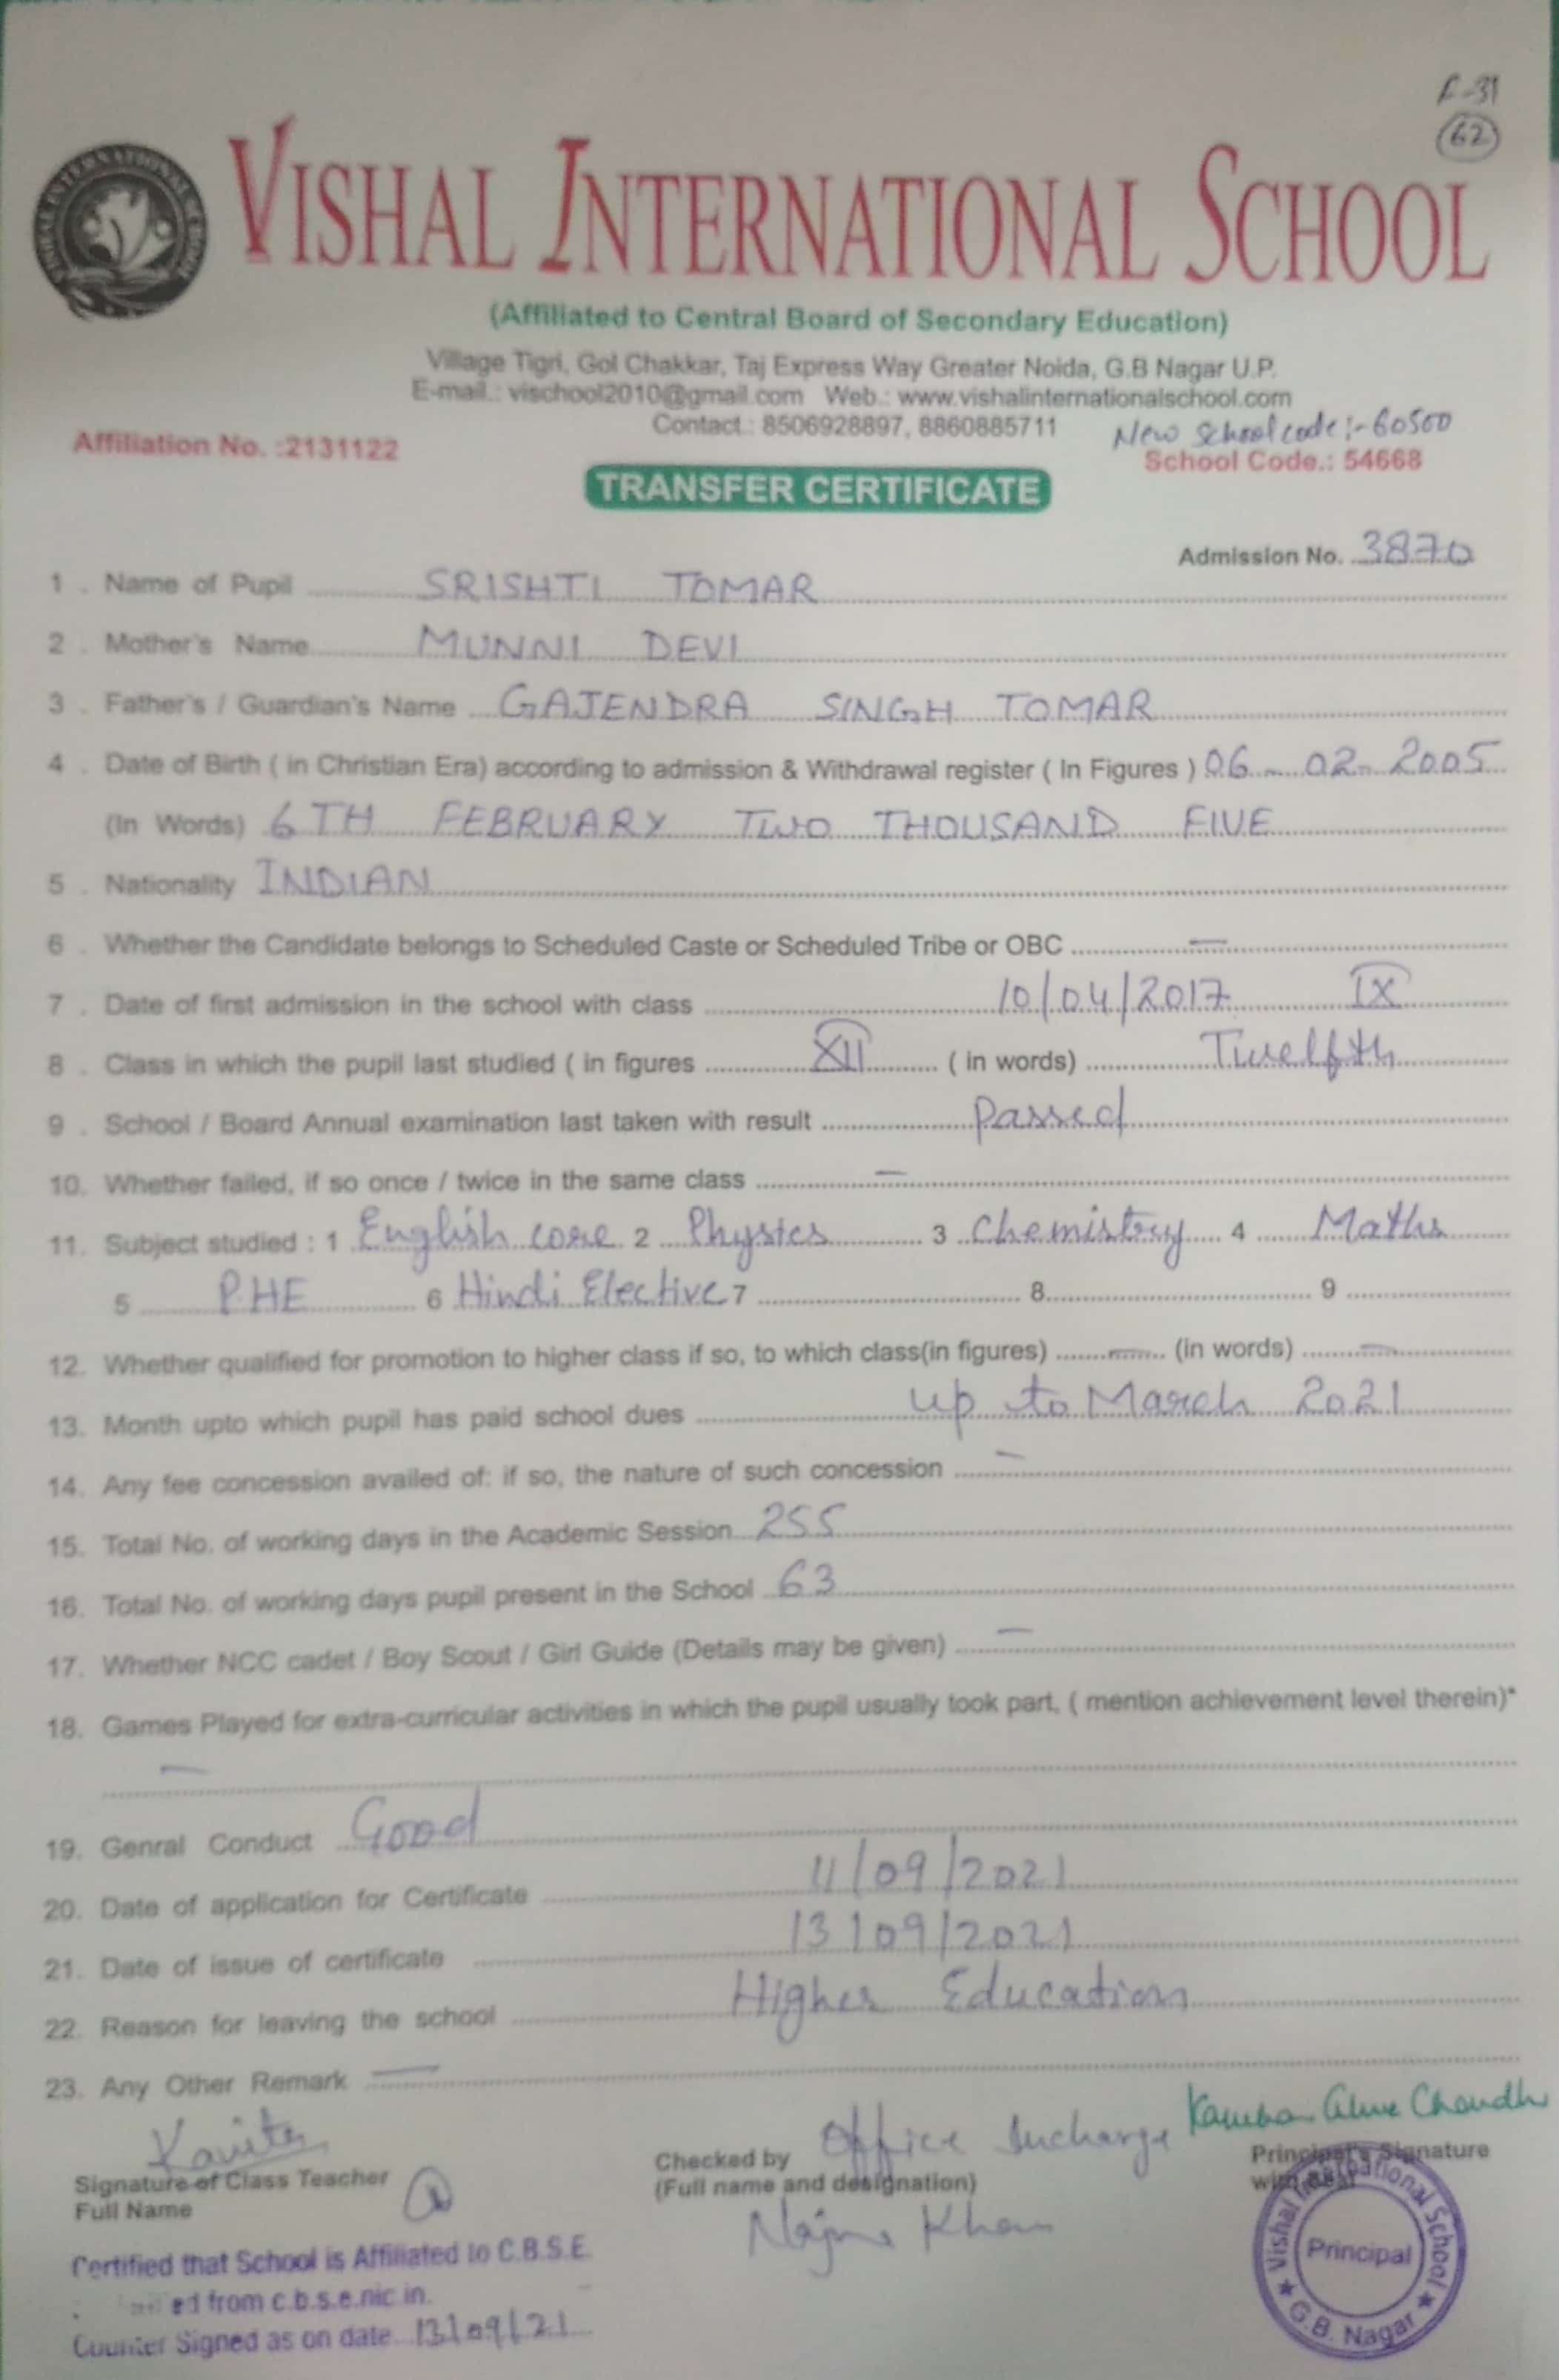 F-31
62
VISHAL INTERNATIONAL SCHOOL
(Affiliated to Central Board of Secondary Education)
Village Tigri, Gol Chakkar, Taj Express Way Greater Noida, G.B Nagar U.P.
E-mail.: vischool2010@gmail.com Web.: www.vishalinternationalschool.com
Contact.: 8506928897, 8860885711
New School code :- 60500
Affiliation No. :2131122
School Code.: 54668
TRANSFER CERTIFICATE
Admission No. 3870
1 . Name of Pupil SRISHTI TOMAR
2 . Mother's Name MUNNI DEVI
3 . Father's / Guardian's Name GAJENDRA SINGH TOMAR
4 . Date of Birth ( in Christian Era) according to admission & Withdrawal register ( In Figures ) 06 - 02 - 2005
(In Words) 6TH FEBRUARY TWO THOUSAND FIVE
5 . Nationality INDIAN
6 . Whether the Candidate belongs to Scheduled Caste or Scheduled Tribe or OBC —
7 . Date of first admission in the school with class 10/04/2017 IX
8 . Class in which the pupil last studied ( in figures XII ( in words) Twelfth
9 . School / Board Annual examination last taken with result Passed
10. Whether failed, if so once / twice in the same class —
11. Subject studied : 1 English core 2 Physics 3 Chemistry 4 Maths
5 PHE 6 Hindi Elective 7 8 9
12. Whether qualified for promotion to higher class if so, to which class(in figures) — (in words) —
13. Month upto which pupil has paid school dues up to March 2021
14. Any fee concession availed of: if so, the nature of such concession —
15. Total No. of working days in the Academic Session 255
16. Total No. of working days pupil present in the School 63
17. Whether NCC cadet / Boy Scout / Girl Guide (Details may be given) —
18. Games Played for extra-curricular activities in which the pupil usually took part, ( mention achievement level therein)*
—
19. Genral Conduct Good
20. Date of application for Certificate 11/09/2021
21. Date of issue of certificate 13/09/2021
22. Reason for leaving the school Higher Education
23. Any Other Remark —
Kavita
Signature of Class Teacher
Full Name
Checked by Office Incharge
(Full name and designation)
Khan
Principal's Signature
with seal
Vishal International School
Principal
G.B. Nagar
Certified that School is Affiliated to C.B.S.E.
from c.b.s.e.nic.in.
Counter Signed as on date 13/09/21